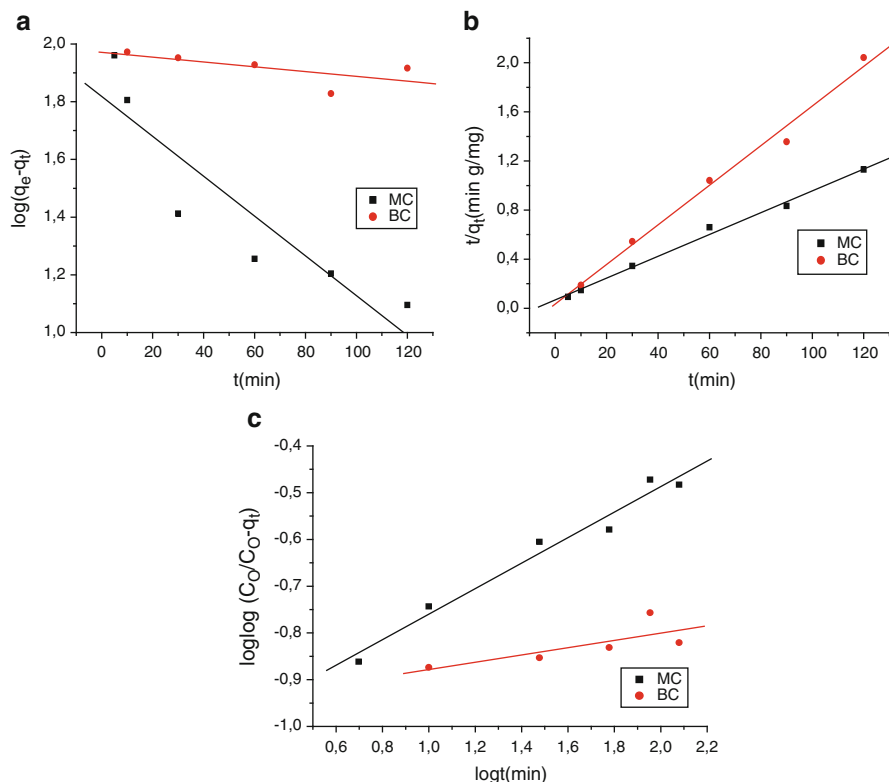 a
2,0
1,8
1,6
1,4
1,2
1,0
log(qe-qt)
MC
BC
0 20 40 60 80 100 120
t(min)
b
2,0
1,6
1,2
0,8
0,4
0,0
t/qt(min g/mg)
MC
BC
0 20 40 60 80 100 120
t(min)
c
-0,4
-0,5
-0,6
-0,7
-0,8
-0,9
-1,0
loglog (CO/CO-qt)
MC
BC
0,6 0,8 1,0 1,2 1,4 1,6 1,8 2,0 2,2
logt(min)